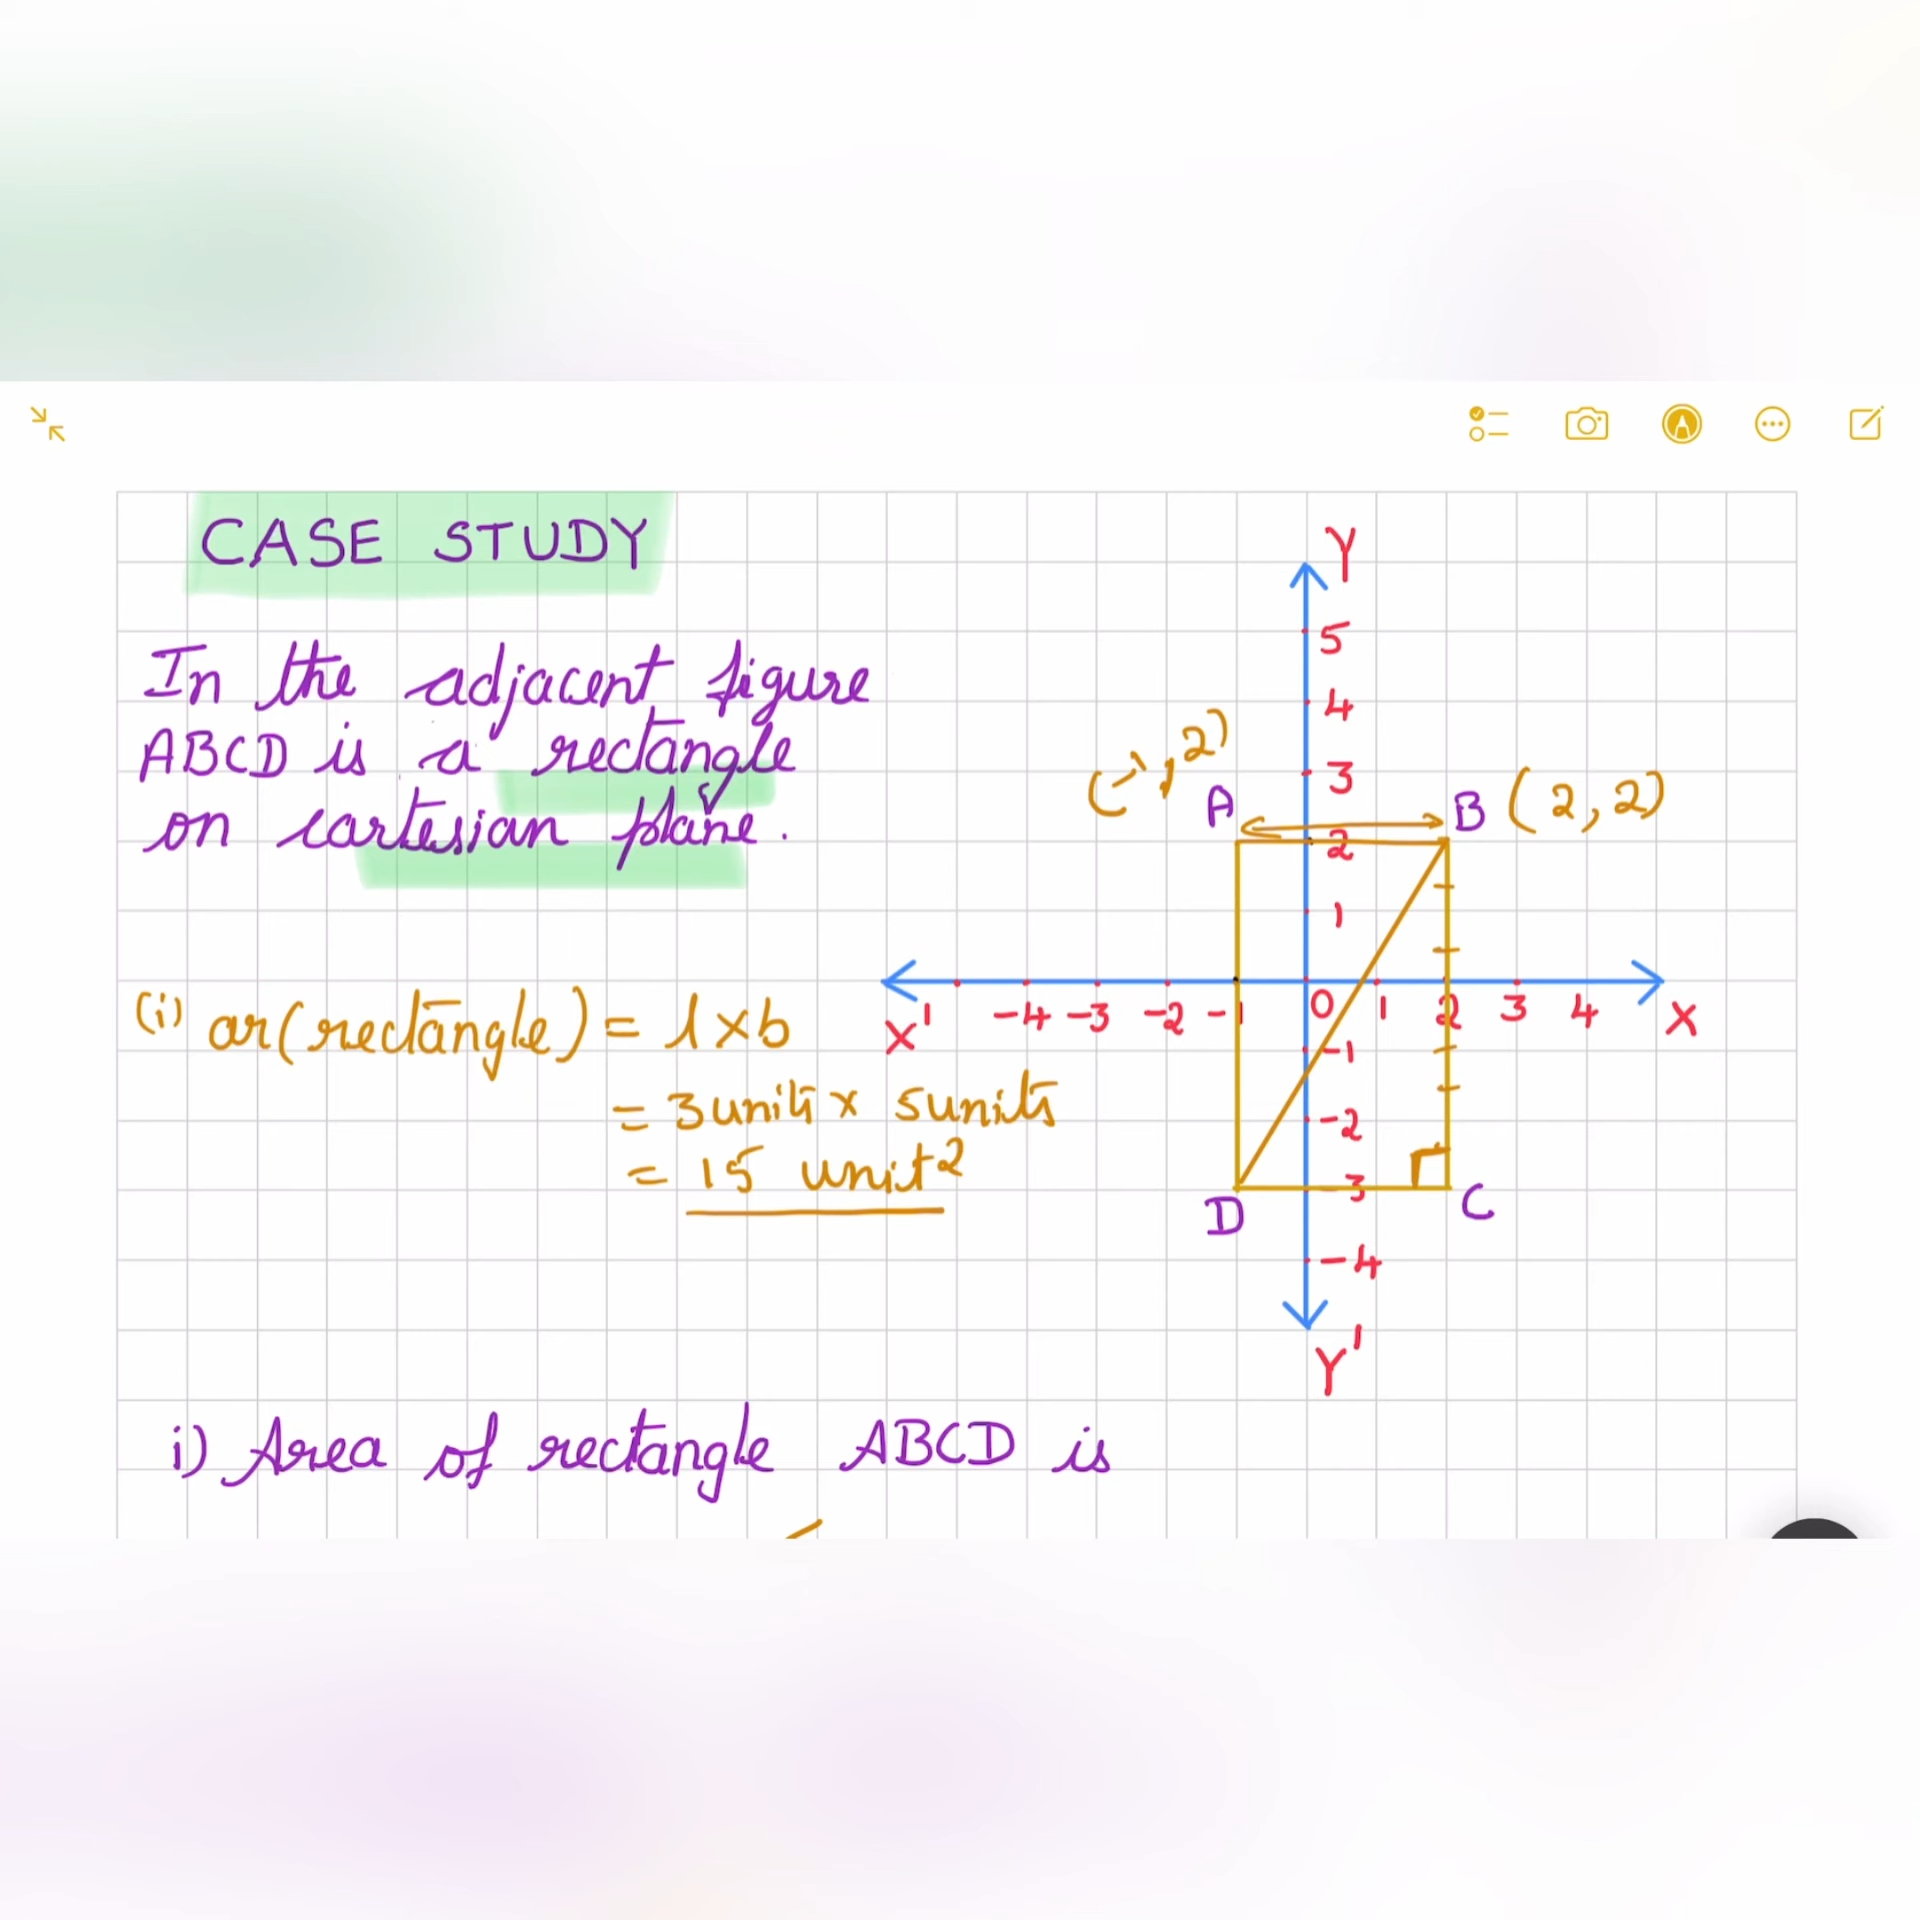 CASE STUDY
In the adjacent figure
ABCD is a rectangle
on cartesian plane.
(i) ar(rectangle) = l×b
= 3 units × 5 units
= 15 unit²
Y
5
4
3
2
1
(-1, 2)
A
B (2, 2)
X' -4 -3 -2 -1 0 1 2 3 4 X
-1
-2
-3
-4
D
C
Y'
i) Area of rectangle ABCD is